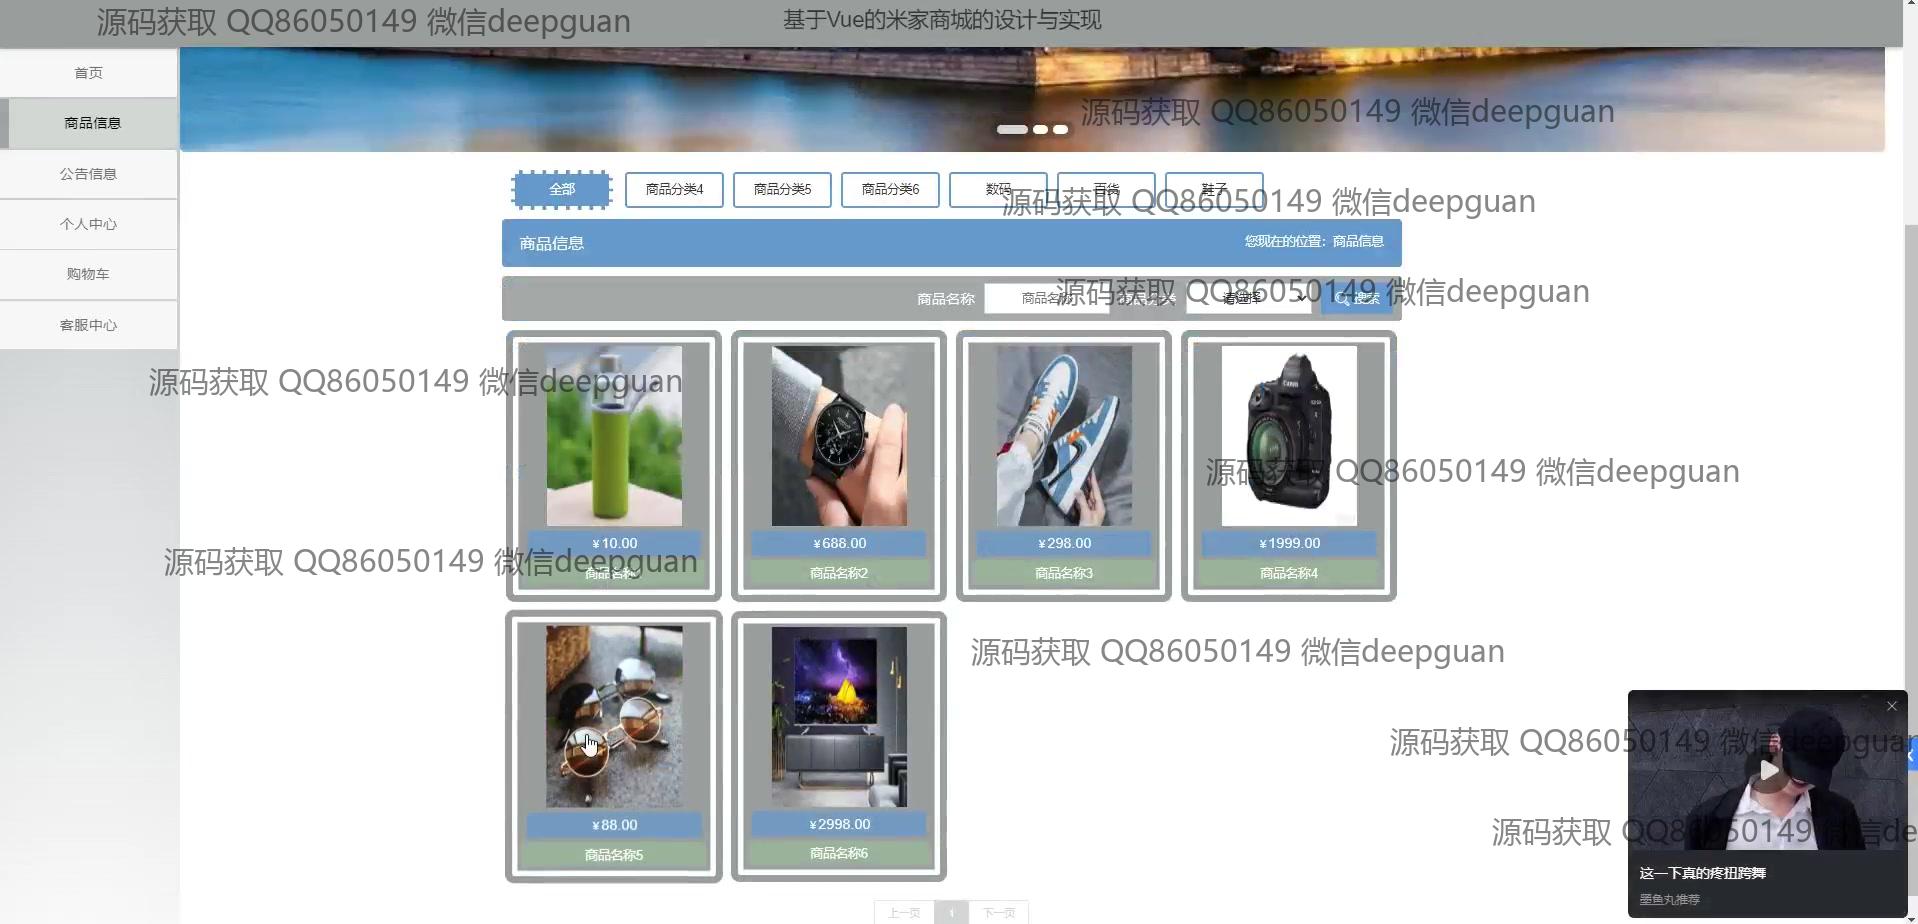 源码获取 QQ86050149 微信deepguan
基于Vue的米家商城的设计与实现
首页
商品信息
公告信息
个人中心
购物车
客服中心
源码获取 QQ86050149 微信deepguan
全部
商品分类4
商品分类5
商品分类6
数码
百货
鞋子
源码获取 QQ86050149 微信deepguan
商品信息
您现在的位置：商品信息
商品名称
商品名称
商品分类
请选择
搜索
源码获取 QQ86050149 微信deepguan
源码获取 QQ86050149 微信deepguan
源码获取 QQ86050149 微信deepguan
CANON
¥10.00
¥688.00
¥298.00
¥1999.00
源码获取 QQ86050149 微信deepguan
商品名称
商品名称2
商品名称3
商品名称4
源码获取 QQ86050149 微信deepguan
源码获取 QQ86050149 微信deepguan
¥88.00
¥2998.00
商品名称5
商品名称6
源码获取 QQ86050149 微信de
这一下真的疼扭跨舞
墨鱼丸推荐
上一页
1
下一页